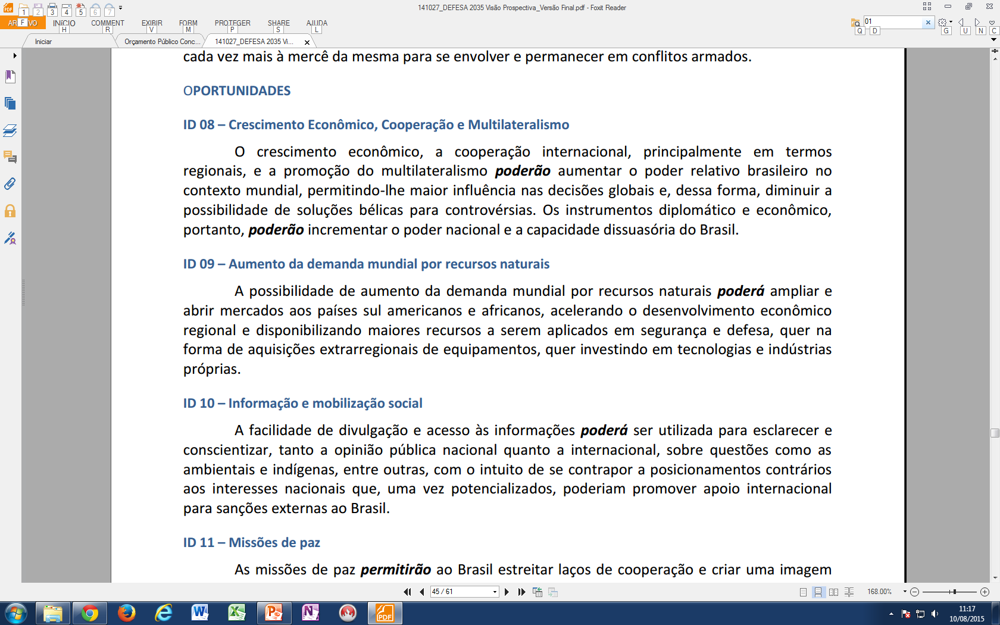 141027_DEFESA 2035 Visão Prospectiva_Versão Final.pdf - Foxit Reader
1 2 3 4 5 6 7
ARQUIVO INÍCIO COMMENT EXIBIR FORM PROTEGER SHARE AJUDA 01
F H R V M P S L Q D G U N C
Iniciar Orçamento Público Conc... 141027_DEFESA 2035 Vi...
cada vez mais à mercê da mesma para se envolver e permanecer em conflitos armados.
OPORTUNIDADES
ID 08 – Crescimento Econômico, Cooperação e Multilateralismo
O crescimento econômico, a cooperação internacional, principalmente em termos
regionais, e a promoção do multilateralismo poderão aumentar o poder relativo brasileiro no
contexto mundial, permitindo-lhe maior influência nas decisões globais e, dessa forma, diminuir a
possibilidade de soluções bélicas para controvérsias. Os instrumentos diplomático e econômico,
portanto, poderão incrementar o poder nacional e a capacidade dissuasória do Brasil.
ID 09 – Aumento da demanda mundial por recursos naturais
A possibilidade de aumento da demanda mundial por recursos naturais poderá ampliar e
abrir mercados aos países sul americanos e africanos, acelerando o desenvolvimento econômico
regional e disponibilizando maiores recursos a serem aplicados em segurança e defesa, quer na
forma de aquisições extrarregionais de equipamentos, quer investindo em tecnologias e indústrias
próprias.
ID 10 – Informação e mobilização social
A facilidade de divulgação e acesso às informações poderá ser utilizada para esclarecer e
conscientizar, tanto a opinião pública nacional quanto a internacional, sobre questões como as
ambientais e indígenas, entre outras, com o intuito de se contrapor a posicionamentos contrários
aos interesses nacionais que, uma vez potencializados, poderiam promover apoio internacional
para sanções externas ao Brasil.
ID 11 – Missões de paz
As missões de paz permitirão ao Brasil estreitar laços de cooperação e criar uma imagem
45 / 61 168.00%
PDF
11:17
10/08/2015